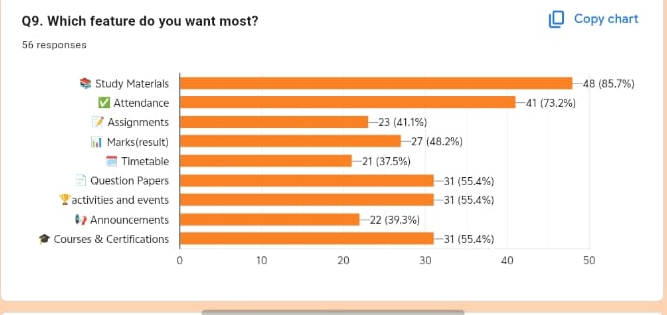 Q9. Which feature do you want most?
Copy chart
56 responses
📚 Study Materials 48 (85.7%)
✅ Attendance 41 (73.2%)
📝 Assignments 23 (41.1%)
📊 Marks(result) 27 (48.2%)
🗓️ Timetable 21 (37.5%)
📄 Question Papers 31 (55.4%)
🏆activities and events 31 (55.4%)
📢 Announcements 22 (39.3%)
🎓 Courses & Certifications 31 (55.4%)
0 10 20 30 40 50